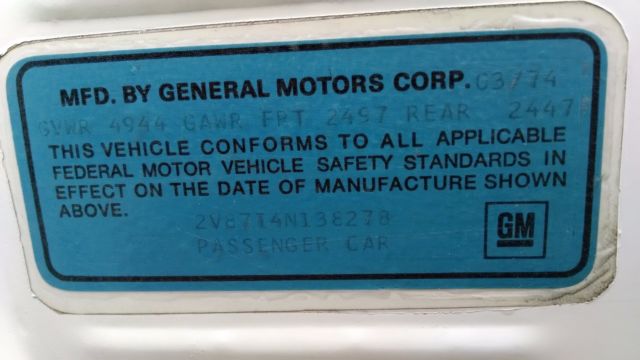 MFD. BY GENERAL MOTORS CORP. 03/74
GVWR 4944 GAWR FRT 2497 REAR 2447
THIS VEHICLE CONFORMS TO ALL APPLICABLE
FEDERAL MOTOR VEHICLE SAFETY STANDARDS IN
EFFECT ON THE DATE OF MANUFACTURE SHOWN
ABOVE.
2V87T4N138278
PASSENGER CAR
GM